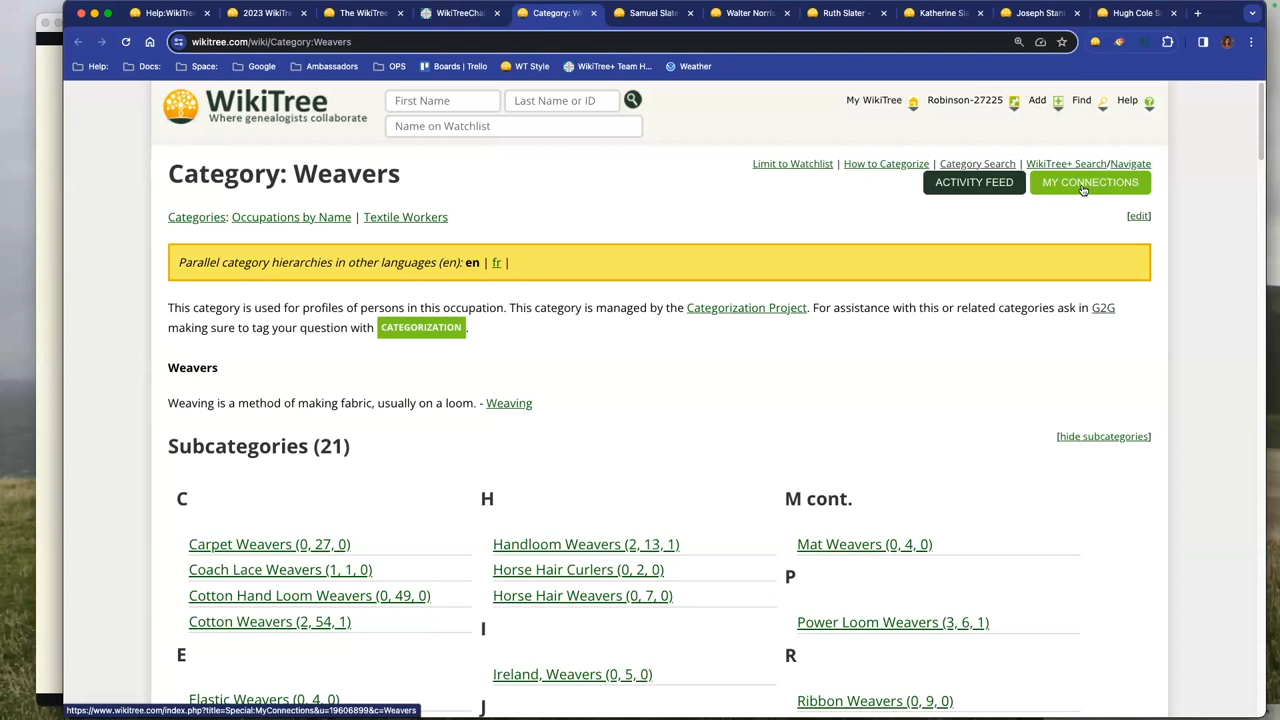 Help:WikiTre
2023 WikiT
The WikiTre
WikiTreeCha
Category: W
Samuel Slate
Walter Norris
Ruth Slater -
Katherine Sla
Joseph Stan
Hugh Cole S
wikitree.com/wiki/Category:Weavers
Help:
Docs:
Space:
Google
Ambassadors
OPS
Boards | Trello
WT Style
WikiTree+ Team H...
Weather
WikiTree
Where genealogists collaborate
First Name
Last Name or ID
Name on Watchlist
My WikiTree
Robinson-27225
Add
Find
Help
Limit to Watchlist | How to Categorize | Category Search | WikiTree+ Search/Navigate
Category: Weavers
ACTIVITY FEED
MY CONNECTIONS
Categories: Occupations by Name | Textile Workers
[edit]
Parallel category hierarchies in other languages (en): en | fr |
This category is used for profiles of persons in this occupation. This category is managed by the Categorization Project. For assistance with this or related categories ask in G2G
making sure to tag your question with CATEGORIZATION.
Weavers
Weaving is a method of making fabric, usually on a loom. - Weaving
Subcategories (21)
[hide subcategories]
C
Carpet Weavers (0, 27, 0)
Coach Lace Weavers (1, 1, 0)
Cotton Hand Loom Weavers (0, 49, 0)
Cotton Weavers (2, 54, 1)
E
Elastic Weavers (0, 4, 0)
H
Handloom Weavers (2, 13, 1)
Horse Hair Curlers (0, 2, 0)
Horse Hair Weavers (0, 7, 0)
I
Ireland, Weavers (0, 5, 0)
J
M cont.
Mat Weavers (0, 4, 0)
P
Power Loom Weavers (3, 6, 1)
R
Ribbon Weavers (0, 9, 0)
https://www.wikitree.com/index.php?title=Special:MyConnections&u=19606899&c=Weavers